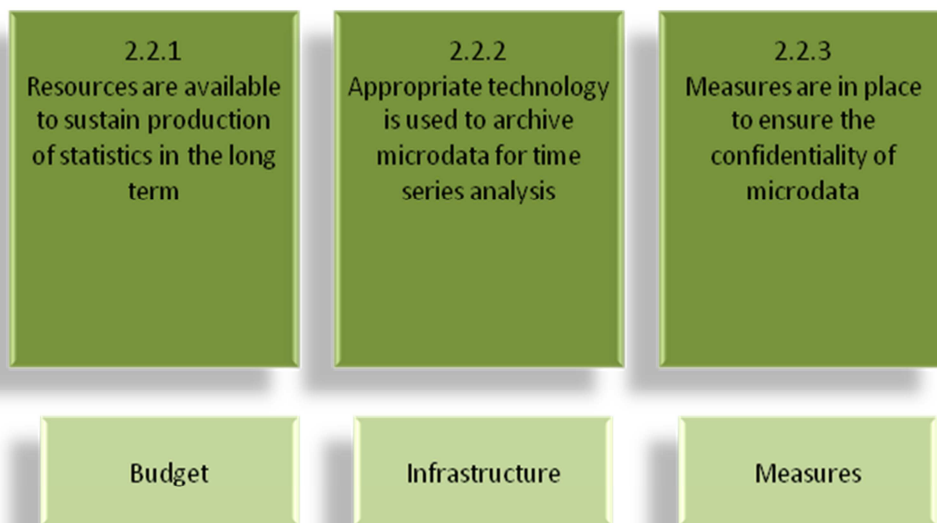 2.2.1
Resources are available
to sustain production
of statistics in the long
term
2.2.2
Appropriate technology
is used to archive
microdata for time
series analysis
2.2.3
Measures are in place
to ensure the
confidentiality of
microdata
Budget
Infrastructure
Measures